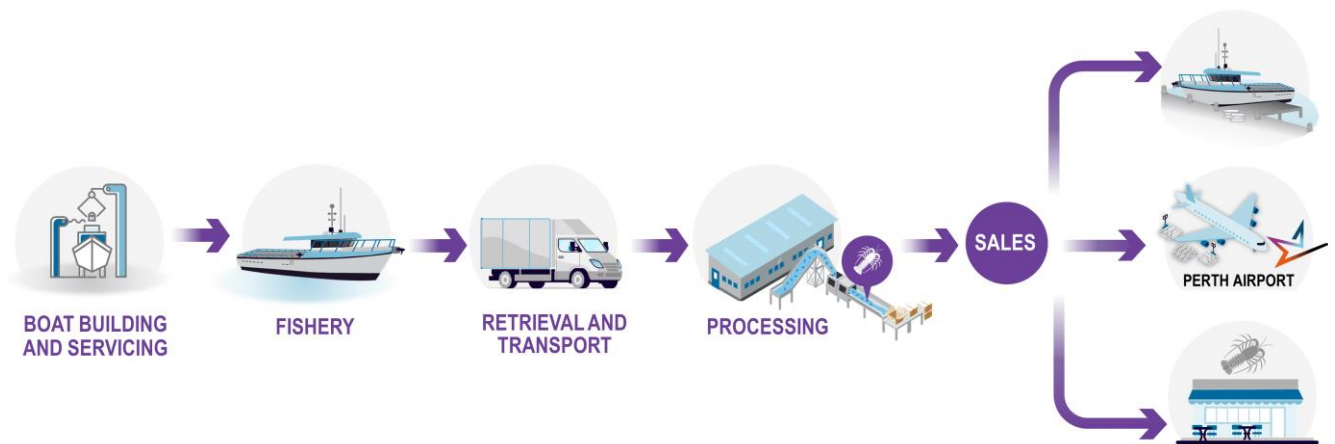 BOAT BUILDING
AND SERVICING
FISHERY
RETRIEVAL AND
TRANSPORT
PROCESSING
SALES
PERTH AIRPORT